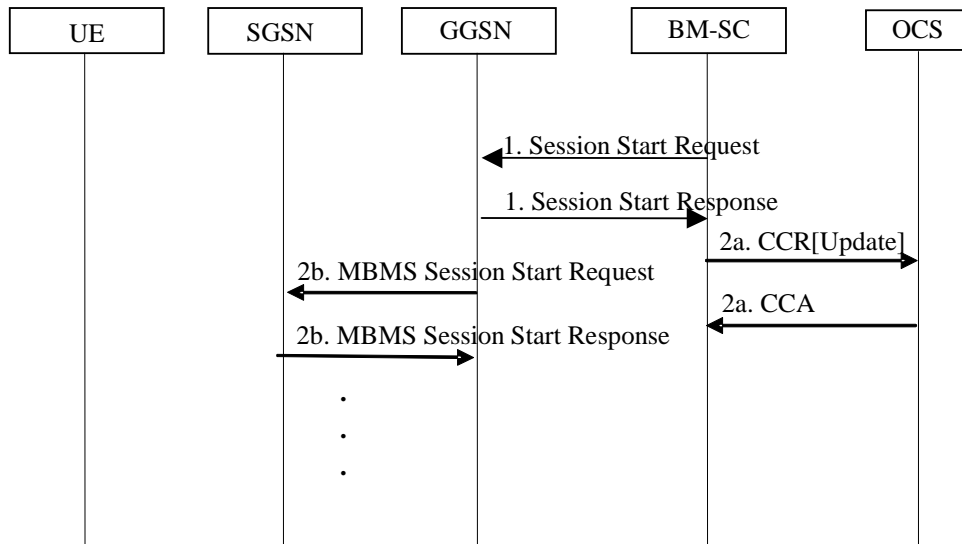 UE
SGSN
GGSN
BM-SC
OCS
1. Session Start Request
1. Session Start Response
2a. CCR[Update]
2b. MBMS Session Start Request
2a. CCA
2b. MBMS Session Start Response
.
.
.